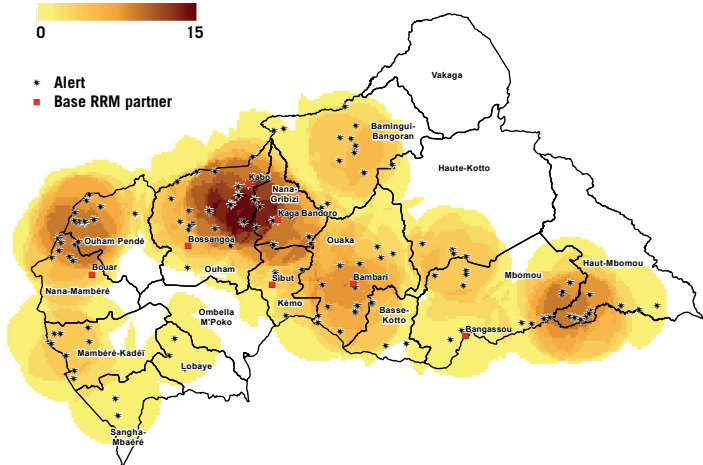 0 15
Alert
Base RRM partner
Vakaga
Bamingui-
Bangoran
Haute-Kotto
Kabo
Nana-
Gribizi
Kaga Bandoro
Ouham Pendé
Bossangoa
Ouaka
Bouar
Ouham
Sibut
Bambari
Mbomou
Haut-Mbomou
Nana-Mambéré
Ombella
M'Poko
Kémo
Basse-
Kotto
Bangassou
Mambéré-Kadéï
Lobaye
Sangha-
Mbaéré